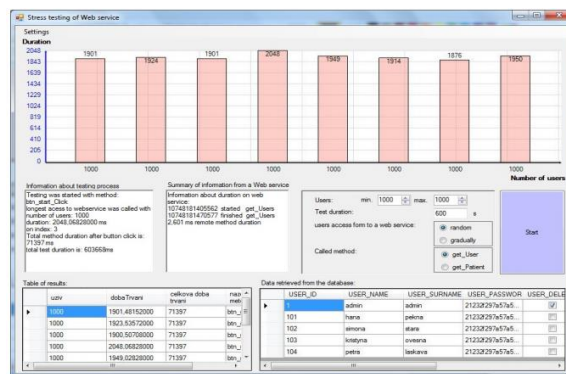 Stress testing of Web service
Settings
Duration
2048
1843
1639
1434
1229
1024
819
614
410
205
0
1901
1924
1901
2048
1949
1914
1876
1950
1000 1000 1000 1000 1000 1000 1000 1000
Number of users
Information about testing process
Testing was started with method:
btn_start_Click
longest acess to webservice was called with
number of users: 1000
duration: 2048,06828000 ms
on index: 3
Total method duration after button click is:
71397 ms
total test duration is: 603668ms
Summary of information from a Web service
Information about duration on web
service:
10748181405562 started get_Users
10748181470577 finished get_Users
2.601 ms remote method duration
Users: min. 1000 max. 1000
Test duration: 600 s
users access form to a web service:
random
gradually
Called method:
get_User
get_Patient
Start
Table of results:
uziv dobaTrvani celkova doba trvani
1000 1901,48152000 71397 btn_
1000 1923,53572000 71397 btn_
1000 1900,50708000 71397 btn_
1000 2048,06828000 71397 btn_
1000 1949,02828000 71397 btn_
Data retrieved from the database:
USER_ID USER_NAME USER_SURNAME USER_PASSWOR USER_DELE
1 admin admin 21232f297a57a5...
101 hana pekna 21232f297a57a5...
102 simona stara 21232f297a57a5...
103 kristyna oveana 21232f297a57a5...
104 petra laskava 21232f297a57a5...